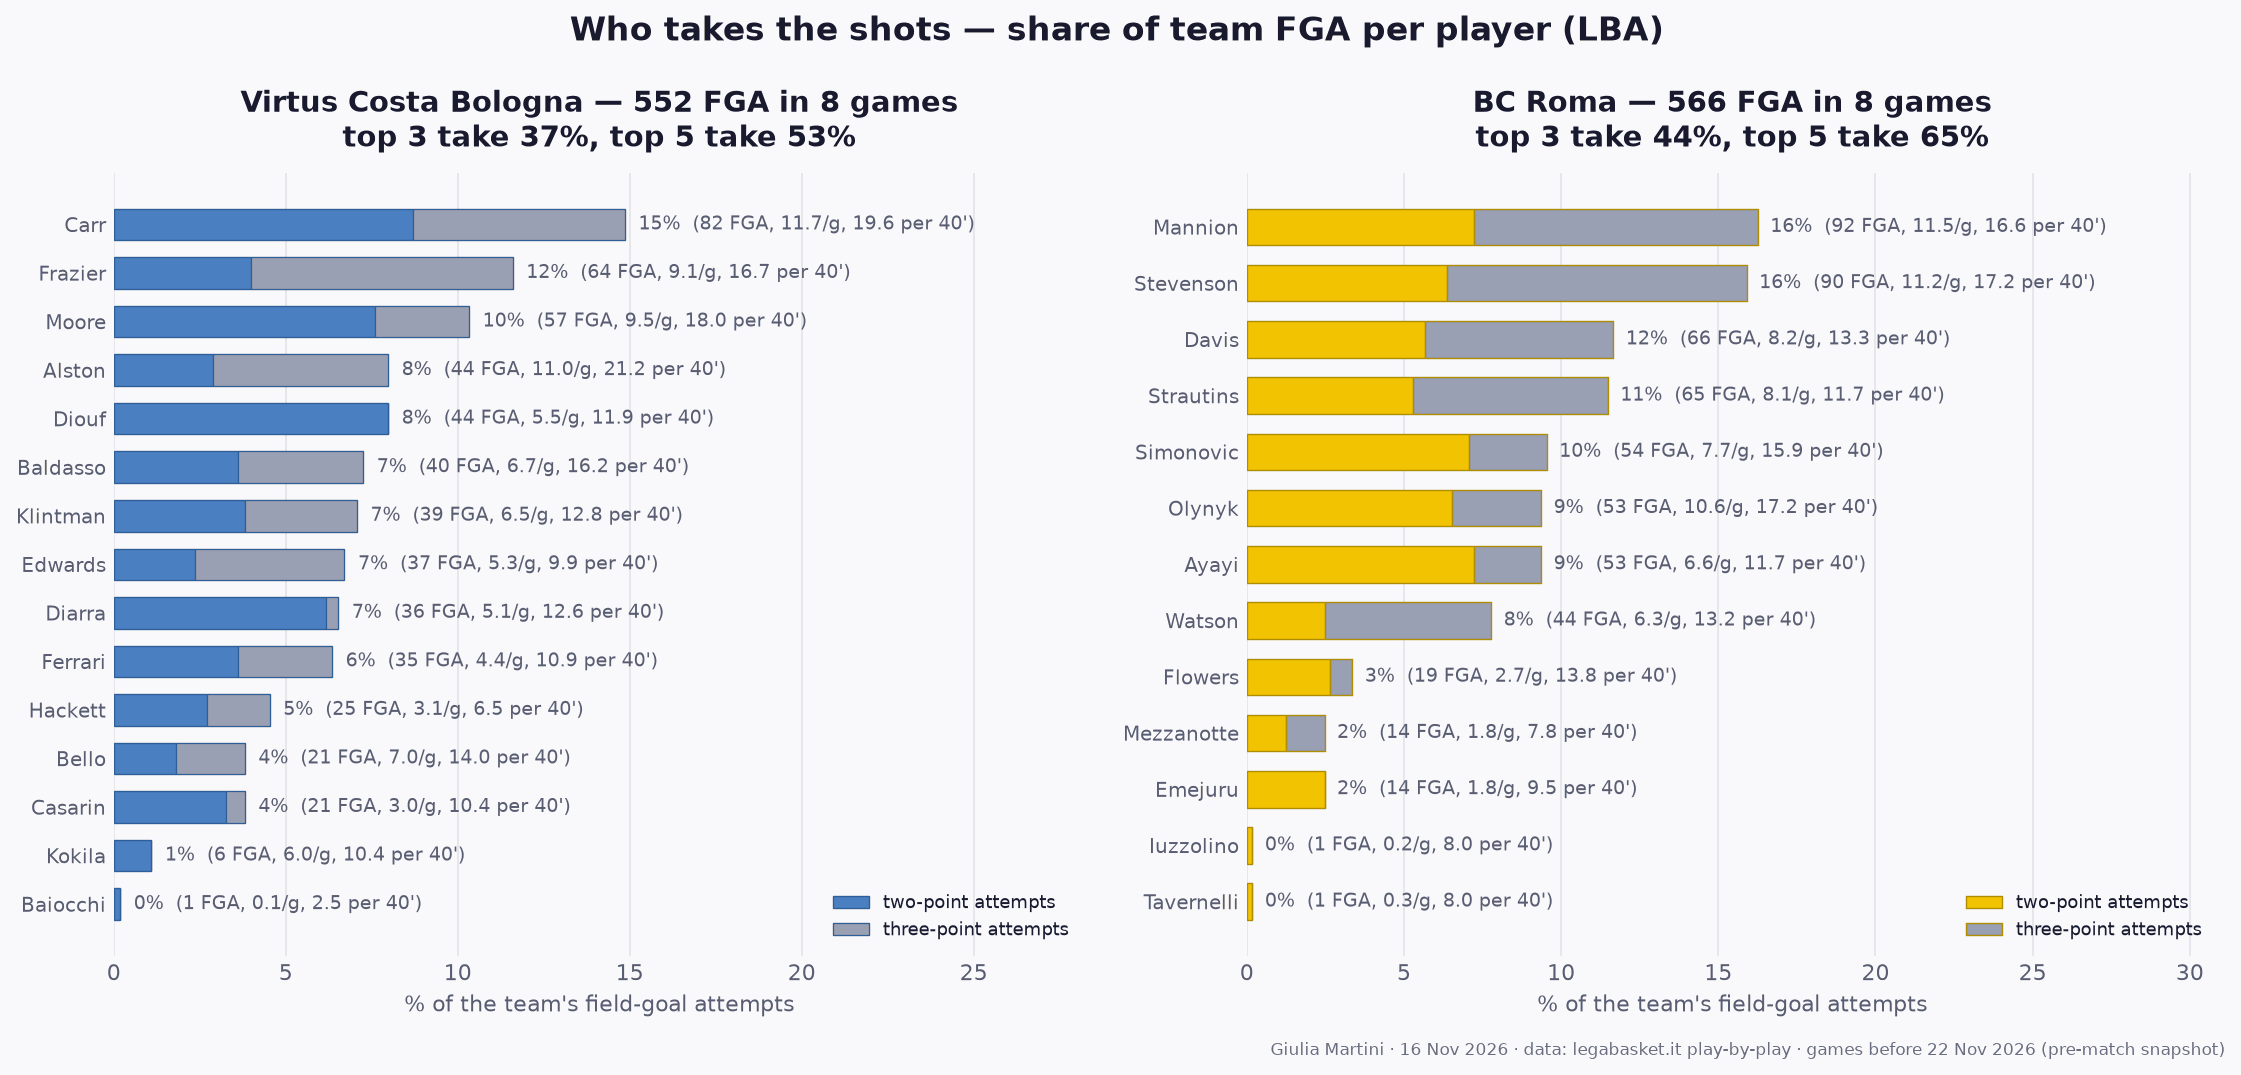 Who takes the shots — share of team FGA per player (LBA)
Virtus Costa Bologna — 552 FGA in 8 games
top 3 take 37%, top 5 take 53%
Carr 15% (82 FGA, 11.7/g, 19.6 per 40')
Frazier 12% (64 FGA, 9.1/g, 16.7 per 40')
Moore 10% (57 FGA, 9.5/g, 18.0 per 40')
Alston 8% (44 FGA, 11.0/g, 21.2 per 40')
Diouf 8% (44 FGA, 5.5/g, 11.9 per 40')
Baldasso 7% (40 FGA, 6.7/g, 16.2 per 40')
Klintman 7% (39 FGA, 6.5/g, 12.8 per 40')
Edwards 7% (37 FGA, 5.3/g, 9.9 per 40')
Diarra 7% (36 FGA, 5.1/g, 12.6 per 40')
Ferrari 6% (35 FGA, 4.4/g, 10.9 per 40')
Hackett 5% (25 FGA, 3.1/g, 6.5 per 40')
Bello 4% (21 FGA, 7.0/g, 14.0 per 40')
Casarin 4% (21 FGA, 3.0/g, 10.4 per 40')
Kokila 1% (6 FGA, 6.0/g, 10.4 per 40')
Baiocchi 0% (1 FGA, 0.1/g, 2.5 per 40')
two-point attempts
three-point attempts
0 5 10 15 20 25
% of the team's field-goal attempts
BC Roma — 566 FGA in 8 games
top 3 take 44%, top 5 take 65%
Mannion 16% (92 FGA, 11.5/g, 16.6 per 40')
Stevenson 16% (90 FGA, 11.2/g, 17.2 per 40')
Davis 12% (66 FGA, 8.2/g, 13.3 per 40')
Strautins 11% (65 FGA, 8.1/g, 11.7 per 40')
Simonovic 10% (54 FGA, 7.7/g, 15.9 per 40')
Olynyk 9% (53 FGA, 10.6/g, 17.2 per 40')
Ayayi 9% (53 FGA, 6.6/g, 11.7 per 40')
Watson 8% (44 FGA, 6.3/g, 13.2 per 40')
Flowers 3% (19 FGA, 2.7/g, 13.8 per 40')
Mezzanotte 2% (14 FGA, 1.8/g, 7.8 per 40')
Emejuru 2% (14 FGA, 1.8/g, 9.5 per 40')
Iuzzolino 0% (1 FGA, 0.2/g, 8.0 per 40')
Tavernelli 0% (1 FGA, 0.3/g, 8.0 per 40')
two-point attempts
three-point attempts
0 5 10 15 20 25 30
% of the team's field-goal attempts
Giulia Martini · 16 Nov 2026 · data: legabasket.it play-by-play · games before 22 Nov 2026 (pre-match snapshot)